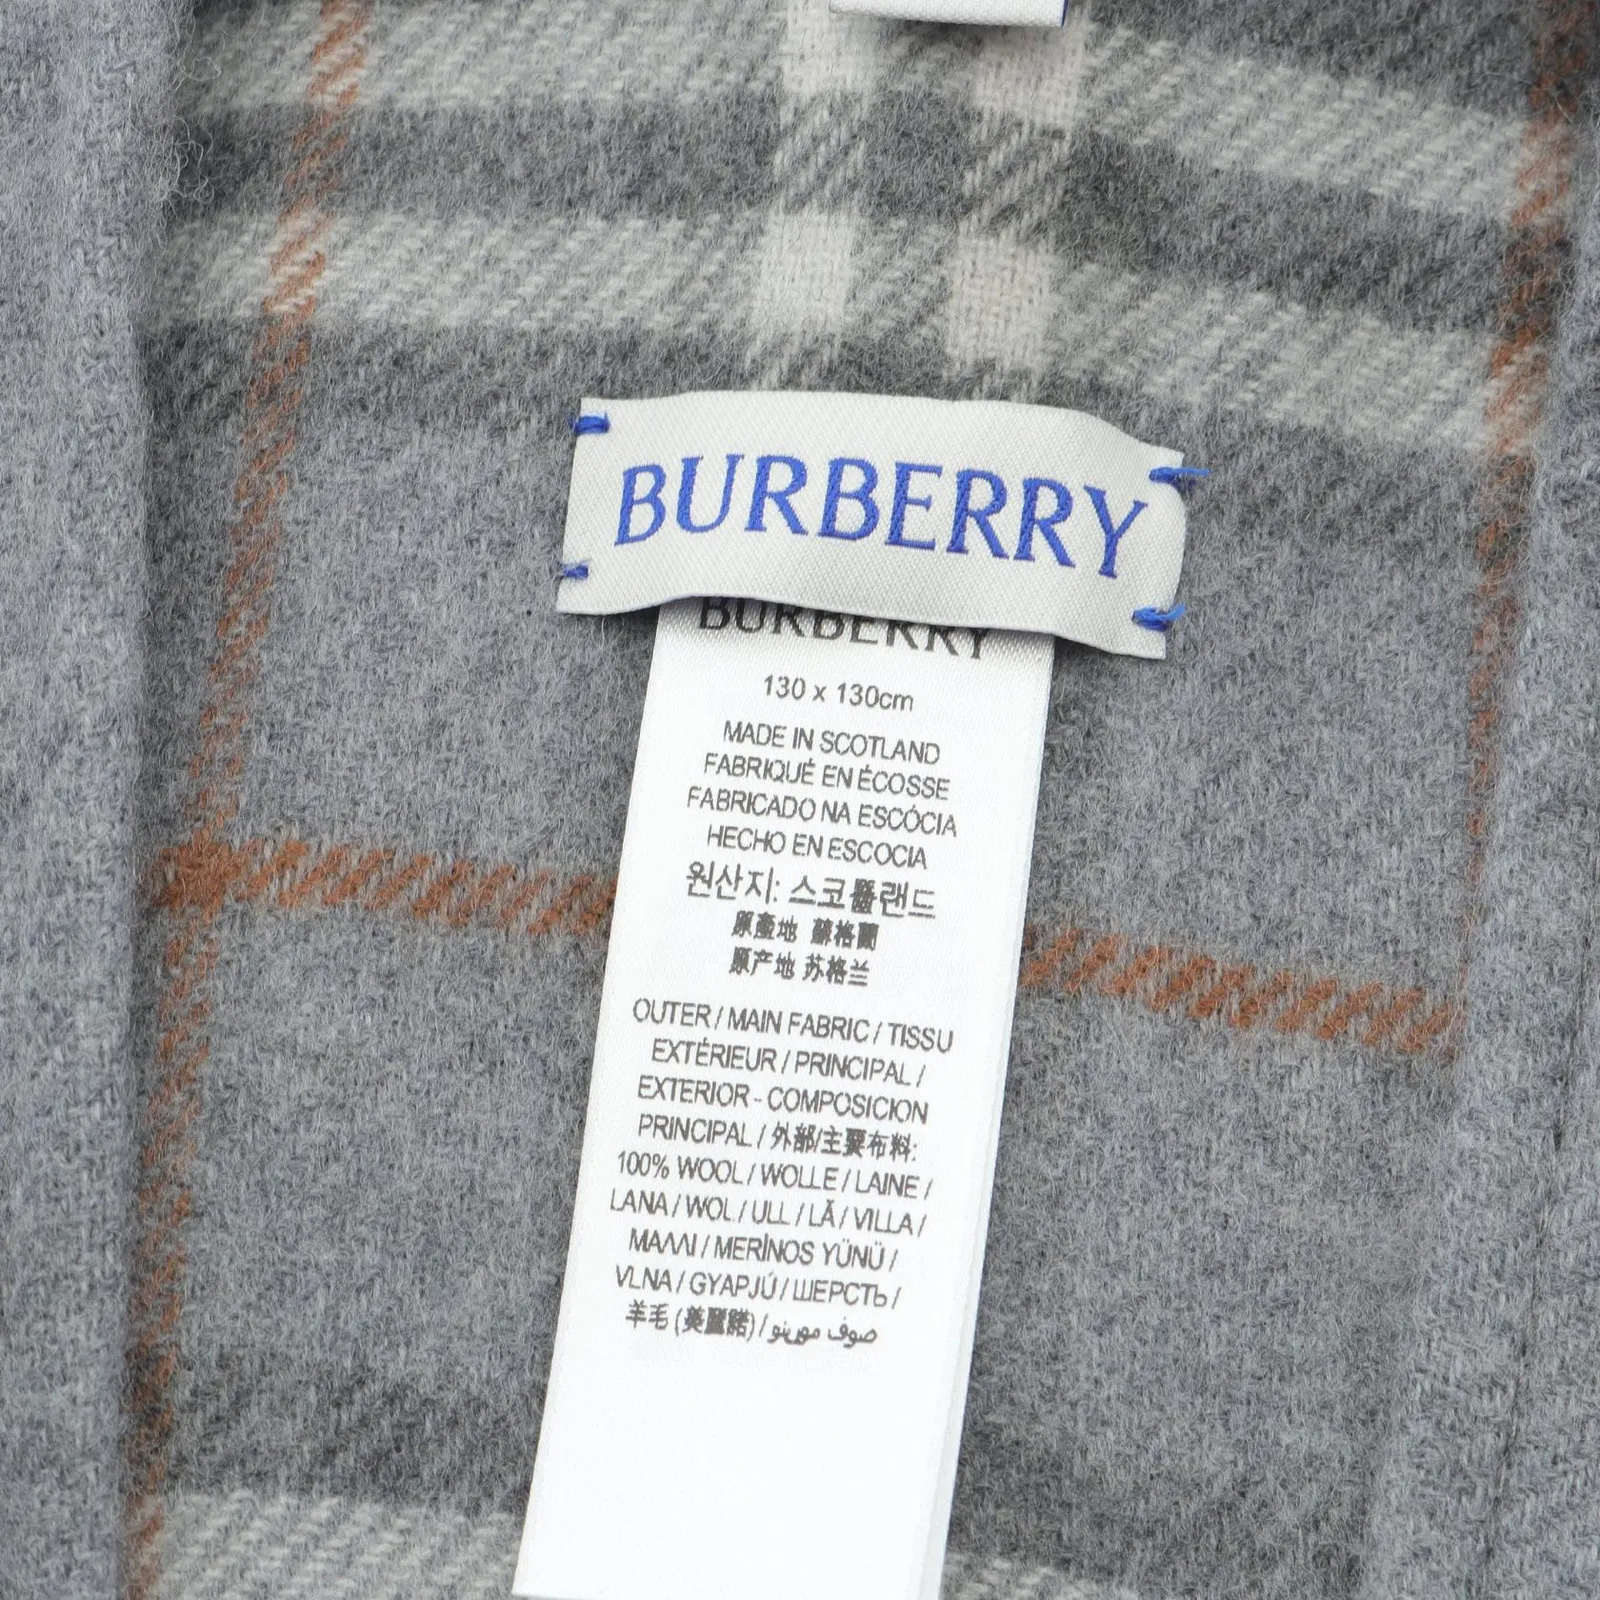 BURBERRY
BURBERRY
130 x 130cm
MADE IN SCOTLAND
FABRIQUÉ EN ÉCOSSE
FABRICADO NA ESCÓCIA
HECHO EN ESCOCIA
원산지: 스코틀랜드
原產地 蘇格蘭
原产地 苏格兰
OUTER / MAIN FABRIC / TISSU
EXTÉRIEUR / PRINCIPAL /
EXTERIOR - COMPOSICION
PRINCIPAL / 外部/主要布料:
100% WOOL / WOLLE / LAINE /
LANA / WOL / ULL / LÃ / VILLA /
ΜΑΛΛΙ / MERİNOS YÜNÜ /
VLNA / GYAPJÚ / ШЕРСТЬ /
羊毛 (美麗諾) / صوف مورينو